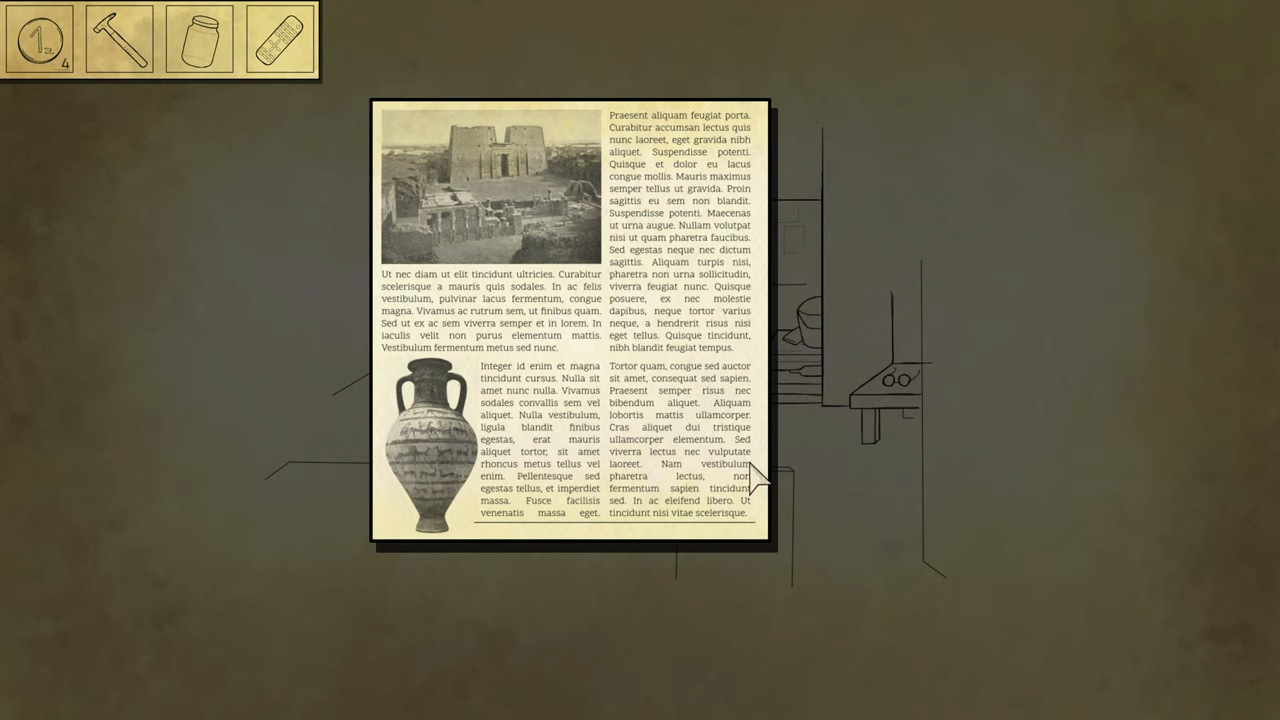 1zł
4
Ut nec diam ut elit tincidunt ultricies. Curabitur
scelerisque a mauris quis sodales. In ac felis
vestibulum, pulvinar lacus fermentum, congue
magna. Vivamus ac rutrum sem, ut finibus quam.
Sed ut ex ac sem viverra semper et in lorem. In
iaculis velit non purus elementum mattis.
Vestibulum fermentum metus sed nunc.
Integer id enim et magna
tincidunt cursus. Nulla sit
amet nunc nulla. Vivamus
sodales convallis sem vel
aliquet. Nulla vestibulum,
ligula blandit finibus
egestas, erat mauris
aliquet tortor, sit amet
rhoncus metus tellus vel
enim. Pellentesque sed
egestas tellus, et imperdiet
massa. Fusce facilisis
venenatis massa eget.
Praesent aliquam feugiat porta.
Curabitur accumsan lectus quis
nunc laoreet, eget gravida nibh
aliquet. Suspendisse potenti.
Quisque et dolor eu lacus
congue mollis. Mauris maximus
semper tellus ut gravida. Proin
sagittis eu sem non blandit.
Suspendisse potenti. Maecenas
ut urna augue. Nullam volutpat
nisi ut quam pharetra faucibus.
Sed egestas neque nec dictum
sagittis. Aliquam turpis nisi,
pharetra non urna sollicitudin,
viverra feugiat nunc. Quisque
posuere, ex nec molestie
dapibus, neque tortor varius
neque, a hendrerit risus nisi
eget tellus. Quisque tincidunt,
nibh blandit feugiat tempus.
Tortor quam, congue sed auctor
sit amet, consequat sed sapien.
Praesent semper risus nec
bibendum aliquet. Aliquam
lobortis mattis ullamcorper.
Cras aliquet dui tristique
ullamcorper elementum. Sed
viverra lectus nec vulputate
laoreet. Nam vestibulum
pharetra lectus, non
fermentum sapien tincidunt
sed. In ac eleifend libero. Ut
tincidunt nisi vitae scelerisque.